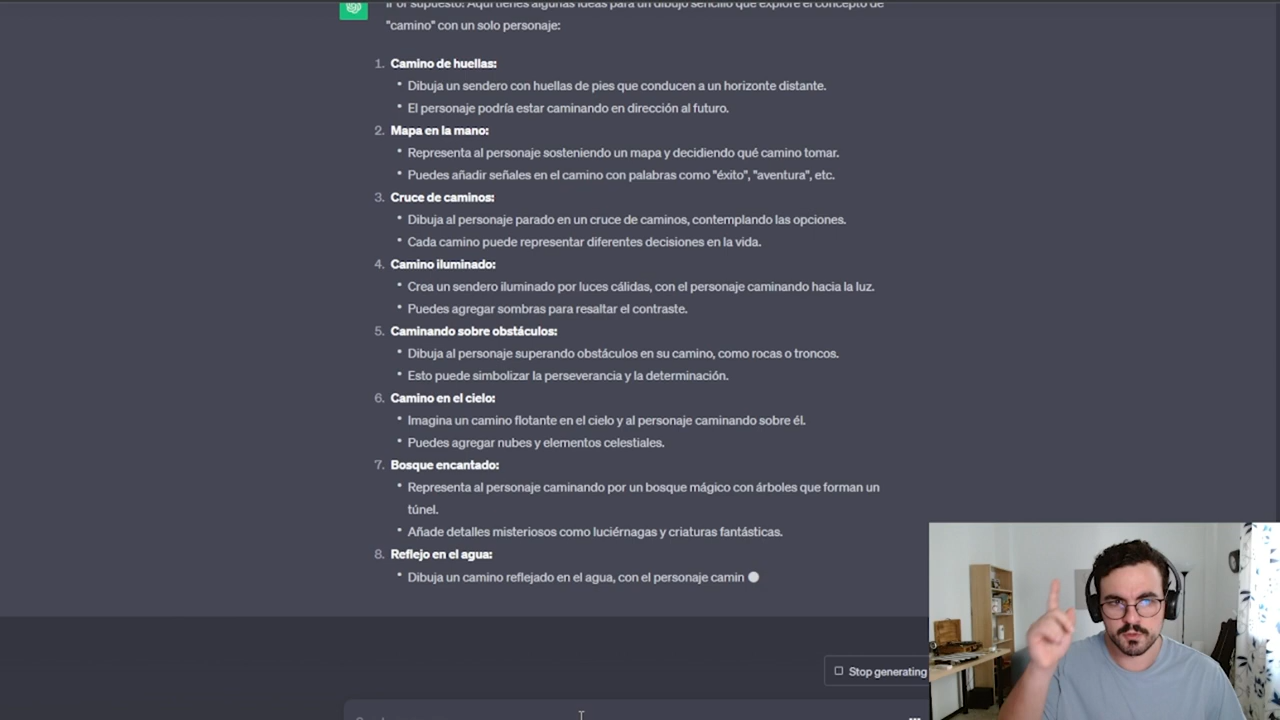 ¡Por supuesto! Aquí tienes algunas ideas para un dibujo sencillo que explore el concepto de
"camino" con un solo personaje:
1. Camino de huellas:
• Dibuja un sendero con huellas de pies que conducen a un horizonte distante.
• El personaje podría estar caminando en dirección al futuro.
2. Mapa en la mano:
• Representa al personaje sosteniendo un mapa y decidiendo qué camino tomar.
• Puedes añadir señales en el camino con palabras como "éxito", "aventura", etc.
3. Cruce de caminos:
• Dibuja al personaje parado en un cruce de caminos, contemplando las opciones.
• Cada camino puede representar diferentes decisiones en la vida.
4. Camino iluminado:
• Crea un sendero iluminado por luces cálidas, con el personaje caminando hacia la luz.
• Puedes agregar sombras para resaltar el contraste.
5. Caminando sobre obstáculos:
• Dibuja al personaje superando obstáculos en su camino, como rocas o troncos.
• Esto puede simbolizar la perseverancia y la determinación.
6. Camino en el cielo:
• Imagina un camino flotante en el cielo y al personaje caminando sobre él.
• Puedes agregar nubes y elementos celestiales.
7. Bosque encantado:
• Representa al personaje caminando por un bosque mágico con árboles que forman un
túnel.
• Añade detalles misteriosos como luciérnagas y criaturas fantásticas.
8. Reflejo en el agua:
• Dibuja un camino reflejado en el agua, con el personaje camin
Stop generating